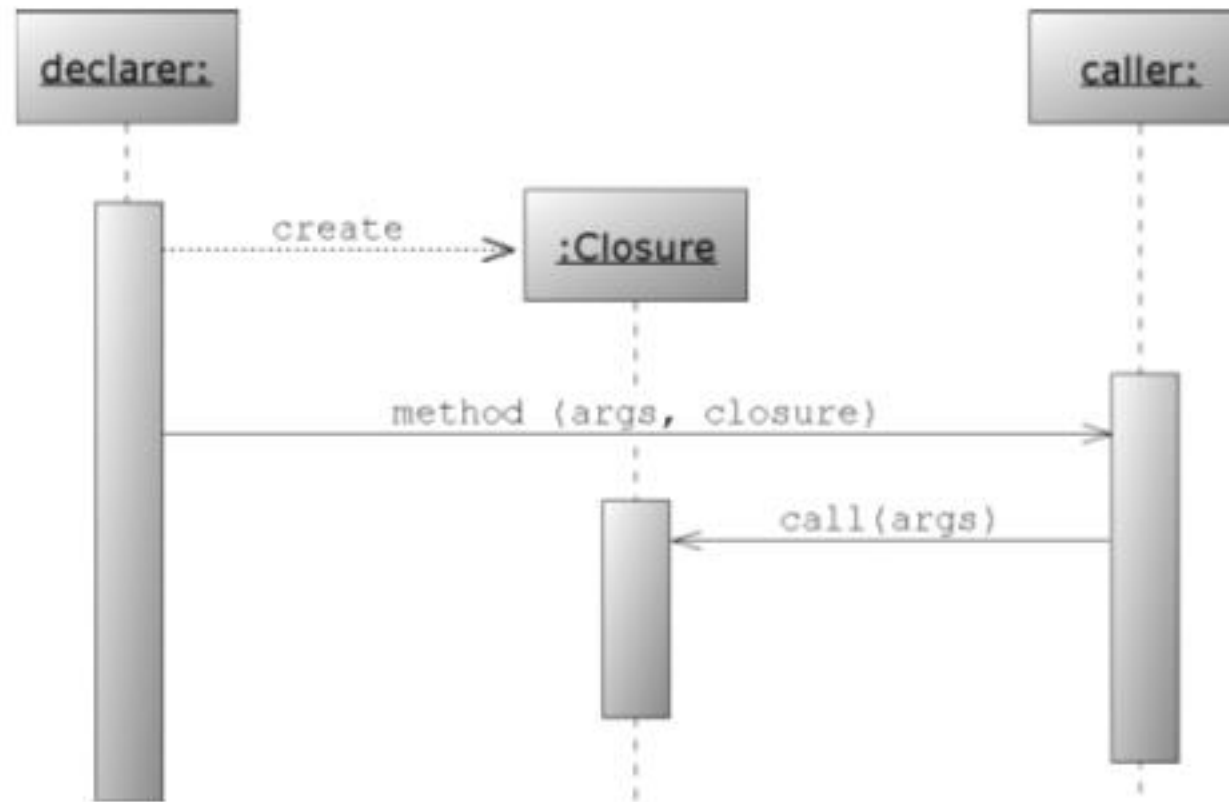 declarer:
caller:
create
:Closure
method (args, closure)
call(args)